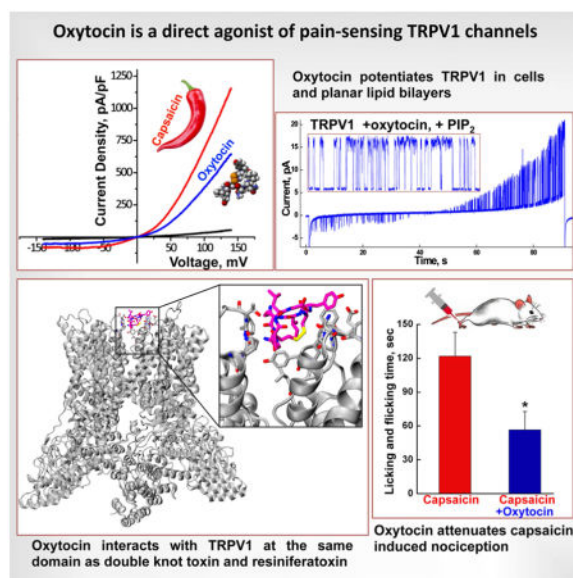 Oxytocin is a direct agonist of pain-sensing TRPV1 channels
1250
1000
750
500
250
Current Density, pA/pF
Capsaicin
Oxytocin
-150 -100 -50 0 50 100 150
Voltage, mV
Oxytocin potentiates TRPV1 in cells
and planar lipid bilayers
TRPV1 +oxytocin, + PIP2
20
15
10
5
0
-5
Current, pA
0 20 40 60 80
Time, s
Oxytocin interacts with TRPV1 at the same
domain as double knot toxin and resiniferatoxin
150
120
90
60
30
0
Licking and flicking time, sec
*
Capsaicin Capsaicin
+Oxytocin
Oxytocin attenuates capsaicin
induced nociception